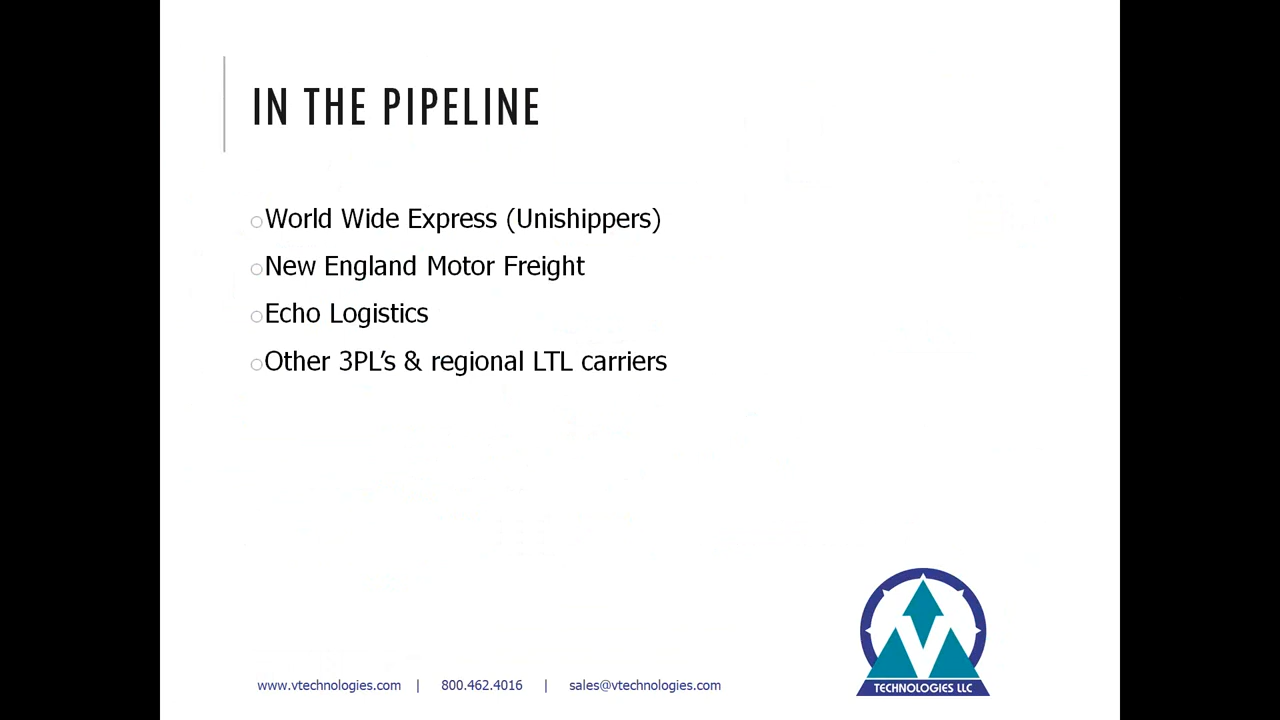 IN THE PIPELINE
World Wide Express (Unishippers)
New England Motor Freight
Echo Logistics
Other 3PL’s & regional LTL carriers
www.vtechnologies.com | 800.462.4016 | sales@vtechnologies.com
V
TECHNOLOGIES LLC